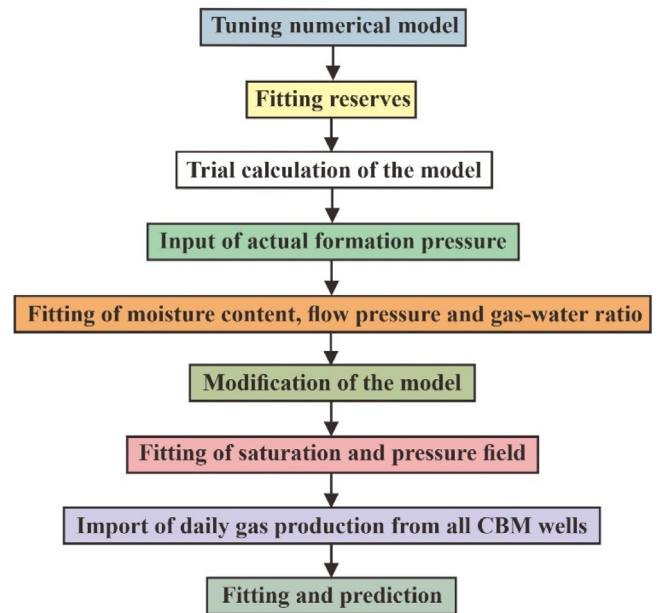 Tuning numerical model
Fitting reserves
Trial calculation of the model
Input of actual formation pressure
Fitting of moisture content, flow pressure and gas-water ratio
Modification of the model
Fitting of saturation and pressure field
Import of daily gas production from all CBM wells
Fitting and prediction